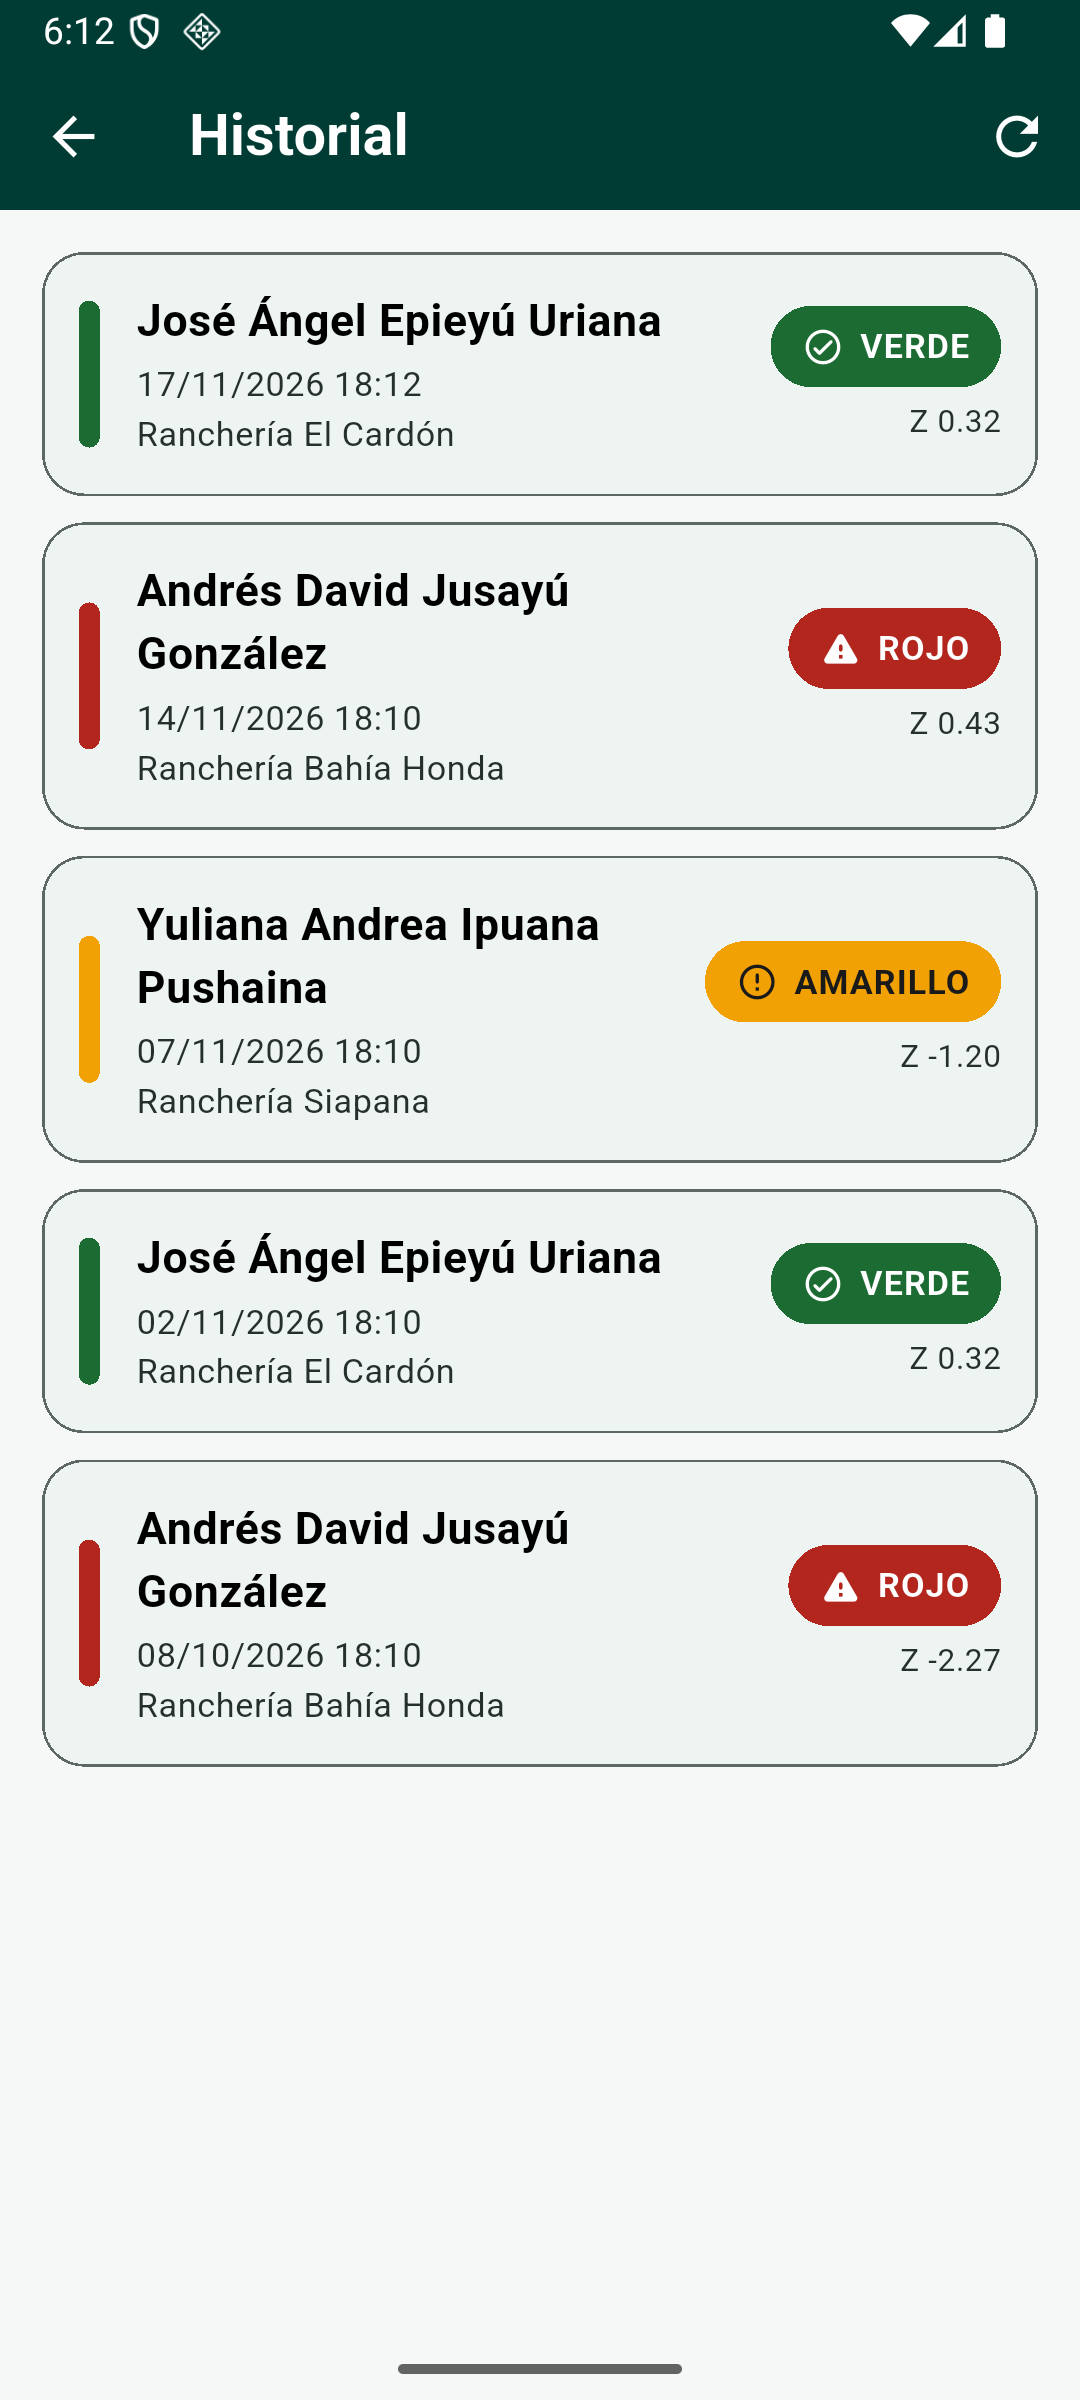 6:12
Historial
José Ángel Epieyú Uriana
17/11/2026 18:12
Ranchería El Cardón
VERDE
Z 0.32
Andrés David Jusayú
González
14/11/2026 18:10
Ranchería Bahía Honda
ROJO
Z 0.43
Yuliana Andrea Ipuana
Pushaina
07/11/2026 18:10
Ranchería Siapana
AMARILLO
Z -1.20
José Ángel Epieyú Uriana
02/11/2026 18:10
Ranchería El Cardón
VERDE
Z 0.32
Andrés David Jusayú
González
08/10/2026 18:10
Ranchería Bahía Honda
ROJO
Z -2.27